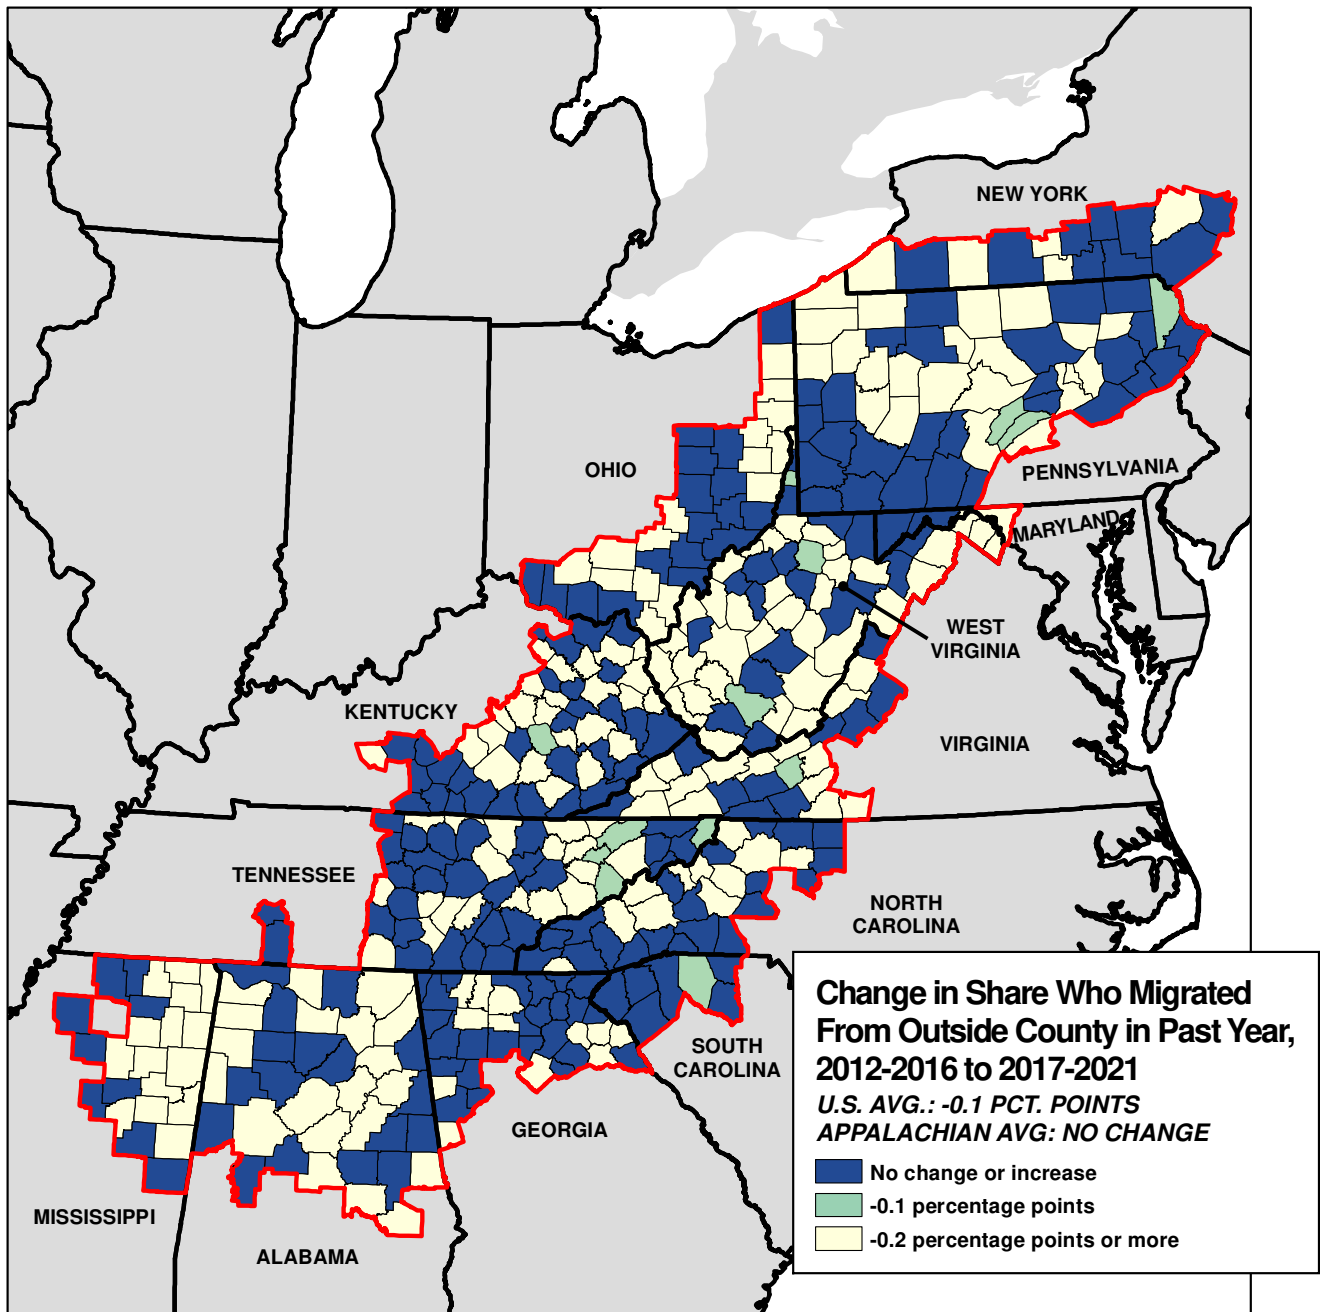 NEW YORK
OHIO
PENNSYLVANIA
MARYLAND
WEST
VIRGINIA
KENTUCKY
VIRGINIA
TENNESSEE
NORTH
CAROLINA
SOUTH
CAROLINA
GEORGIA
MISSISSIPPI
ALABAMA
Change in Share Who Migrated
From Outside County in Past Year,
2012-2016 to 2017-2021
U.S. AVG.: -0.1 PCT. POINTS
APPALACHIAN AVG: NO CHANGE
No change or increase
-0.1 percentage points
-0.2 percentage points or more